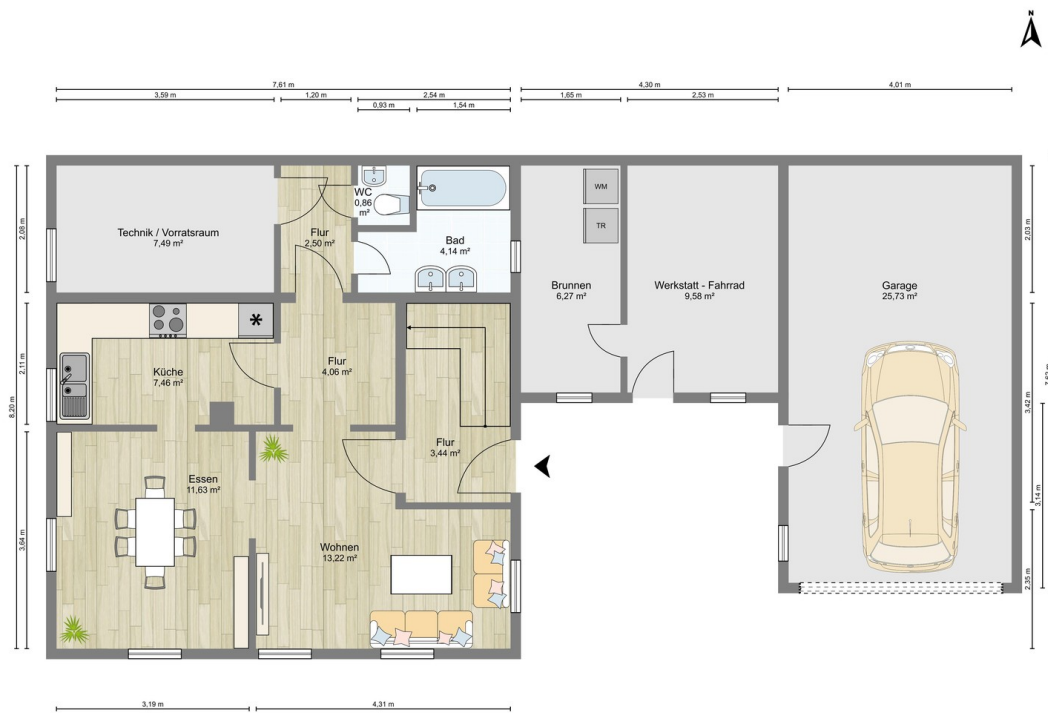 N
7,61 m
4,30 m
4,01 m
3,59 m
1,20 m
2,54 m
1,65 m
2,53 m
0,93 m
1,54 m
WC
0,86
m²
WM
TR
Technik / Vorratsraum
7,49 m²
Flur
2,50 m²
Bad
4,14 m²
Brunnen
6,27 m²
Werkstatt - Fahrrad
9,58 m²
Garage
25,73 m²
2,08 m
2,03 m
Küche
7,46 m²
Flur
4,06 m²
2,11 m
8,20 m
3,42 m
Flur
3,44 m²
Essen
11,63 m²
3,14 m
Wohnen
13,22 m²
3,64 m
2,35 m
3,19 m
4,31 m